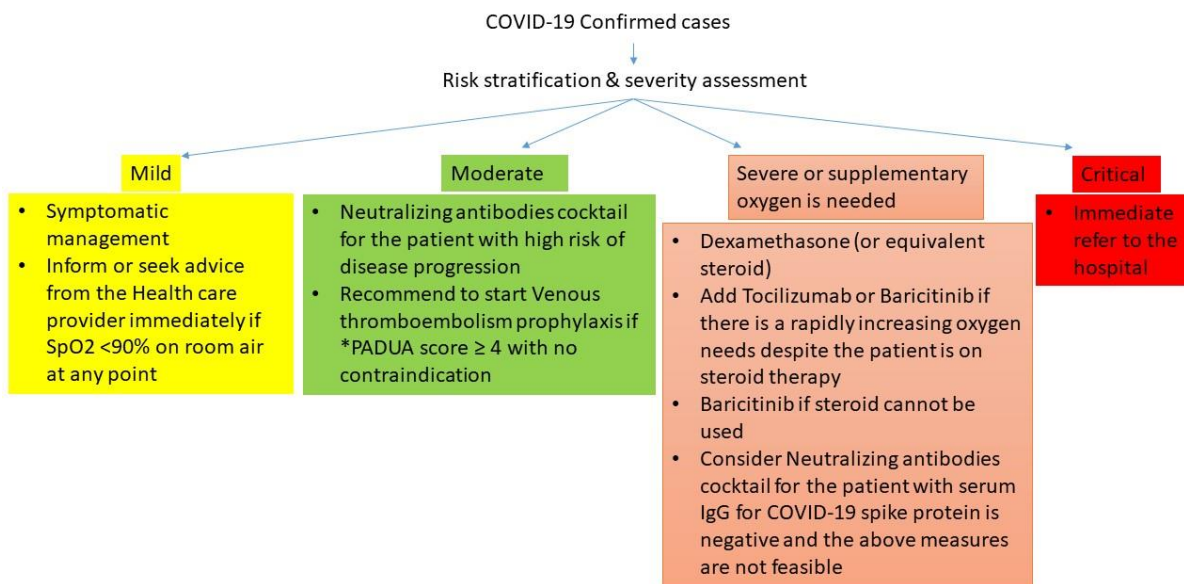 COVID-19 Confirmed cases
Risk stratification & severity assessment
Mild
• Symptomatic
management
• Inform or seek advice
from the Health care
provider immediately if
SpO2 <90% on room air
at any point
Moderate
• Neutralizing antibodies cocktail
for the patient with high risk of
disease progression
• Recommend to start Venous
thromboembolism prophylaxis if
*PADUA score ≥ 4 with no
contraindication
Severe or supplementary
oxygen is needed
• Dexamethasone (or equivalent
steroid)
• Add Tocilizumab or Baricitinib if
there is a rapidly increasing oxygen
needs despite the patient is on
steroid therapy
• Baricitinib if steroid cannot be
used
• Consider Neutralizing antibodies
cocktail for the patient with serum
IgG for COVID-19 spike protein is
negative and the above measures
are not feasible
Critical
• Immediate
refer to the
hospital